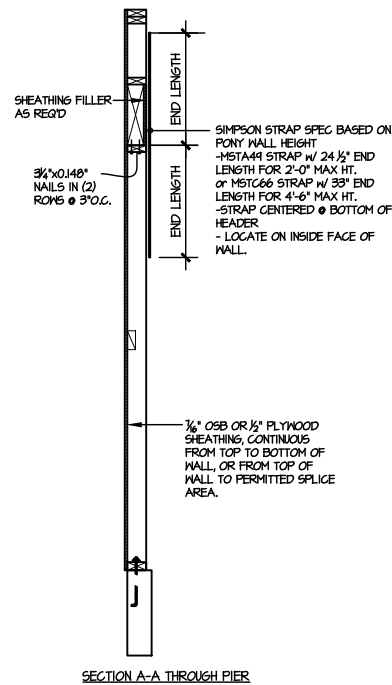 END LENGTH
SHEATHING FILLER
AS REQ'D
SIMPSON STRAP SPEC BASED ON
PONY WALL HEIGHT
-MSTA49 STRAP W/ 24 1/2" END
LENGTH FOR 2'-0" MAX HT.
or MSTC66 STRAP W/ 33" END
LENGTH FOR 4'-6" MAX HT.
-STRAP CENTERED @ BOTTOM OF
HEADER
- LOCATE ON INSIDE FACE OF
WALL.
3 1/4"x0.148"
NAILS IN (2)
ROWS @ 3"O.C.
END LENGTH
7/16" OSB OR 1/2" PLYWOOD
SHEATHING, CONTINUOUS
FROM TOP TO BOTTOM OF
WALL, OR FROM TOP OF
WALL TO PERMITTED SPLICE
AREA.
SECTION A-A THROUGH PIER